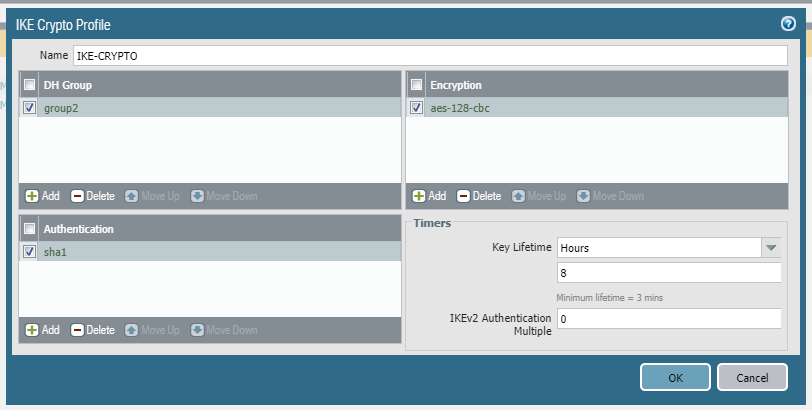 IKE Crypto Profile
Name IKE-CRYPTO
DH Group
group2
Add Delete Move Up Move Down
Encryption
aes-128-cbc
Add Delete Move Up Move Down
Authentication
sha1
Add Delete Move Up Move Down
Timers
Key Lifetime Hours
8
Minimum lifetime = 3 mins
IKEv2 Authentication
Multiple 0
OK Cancel